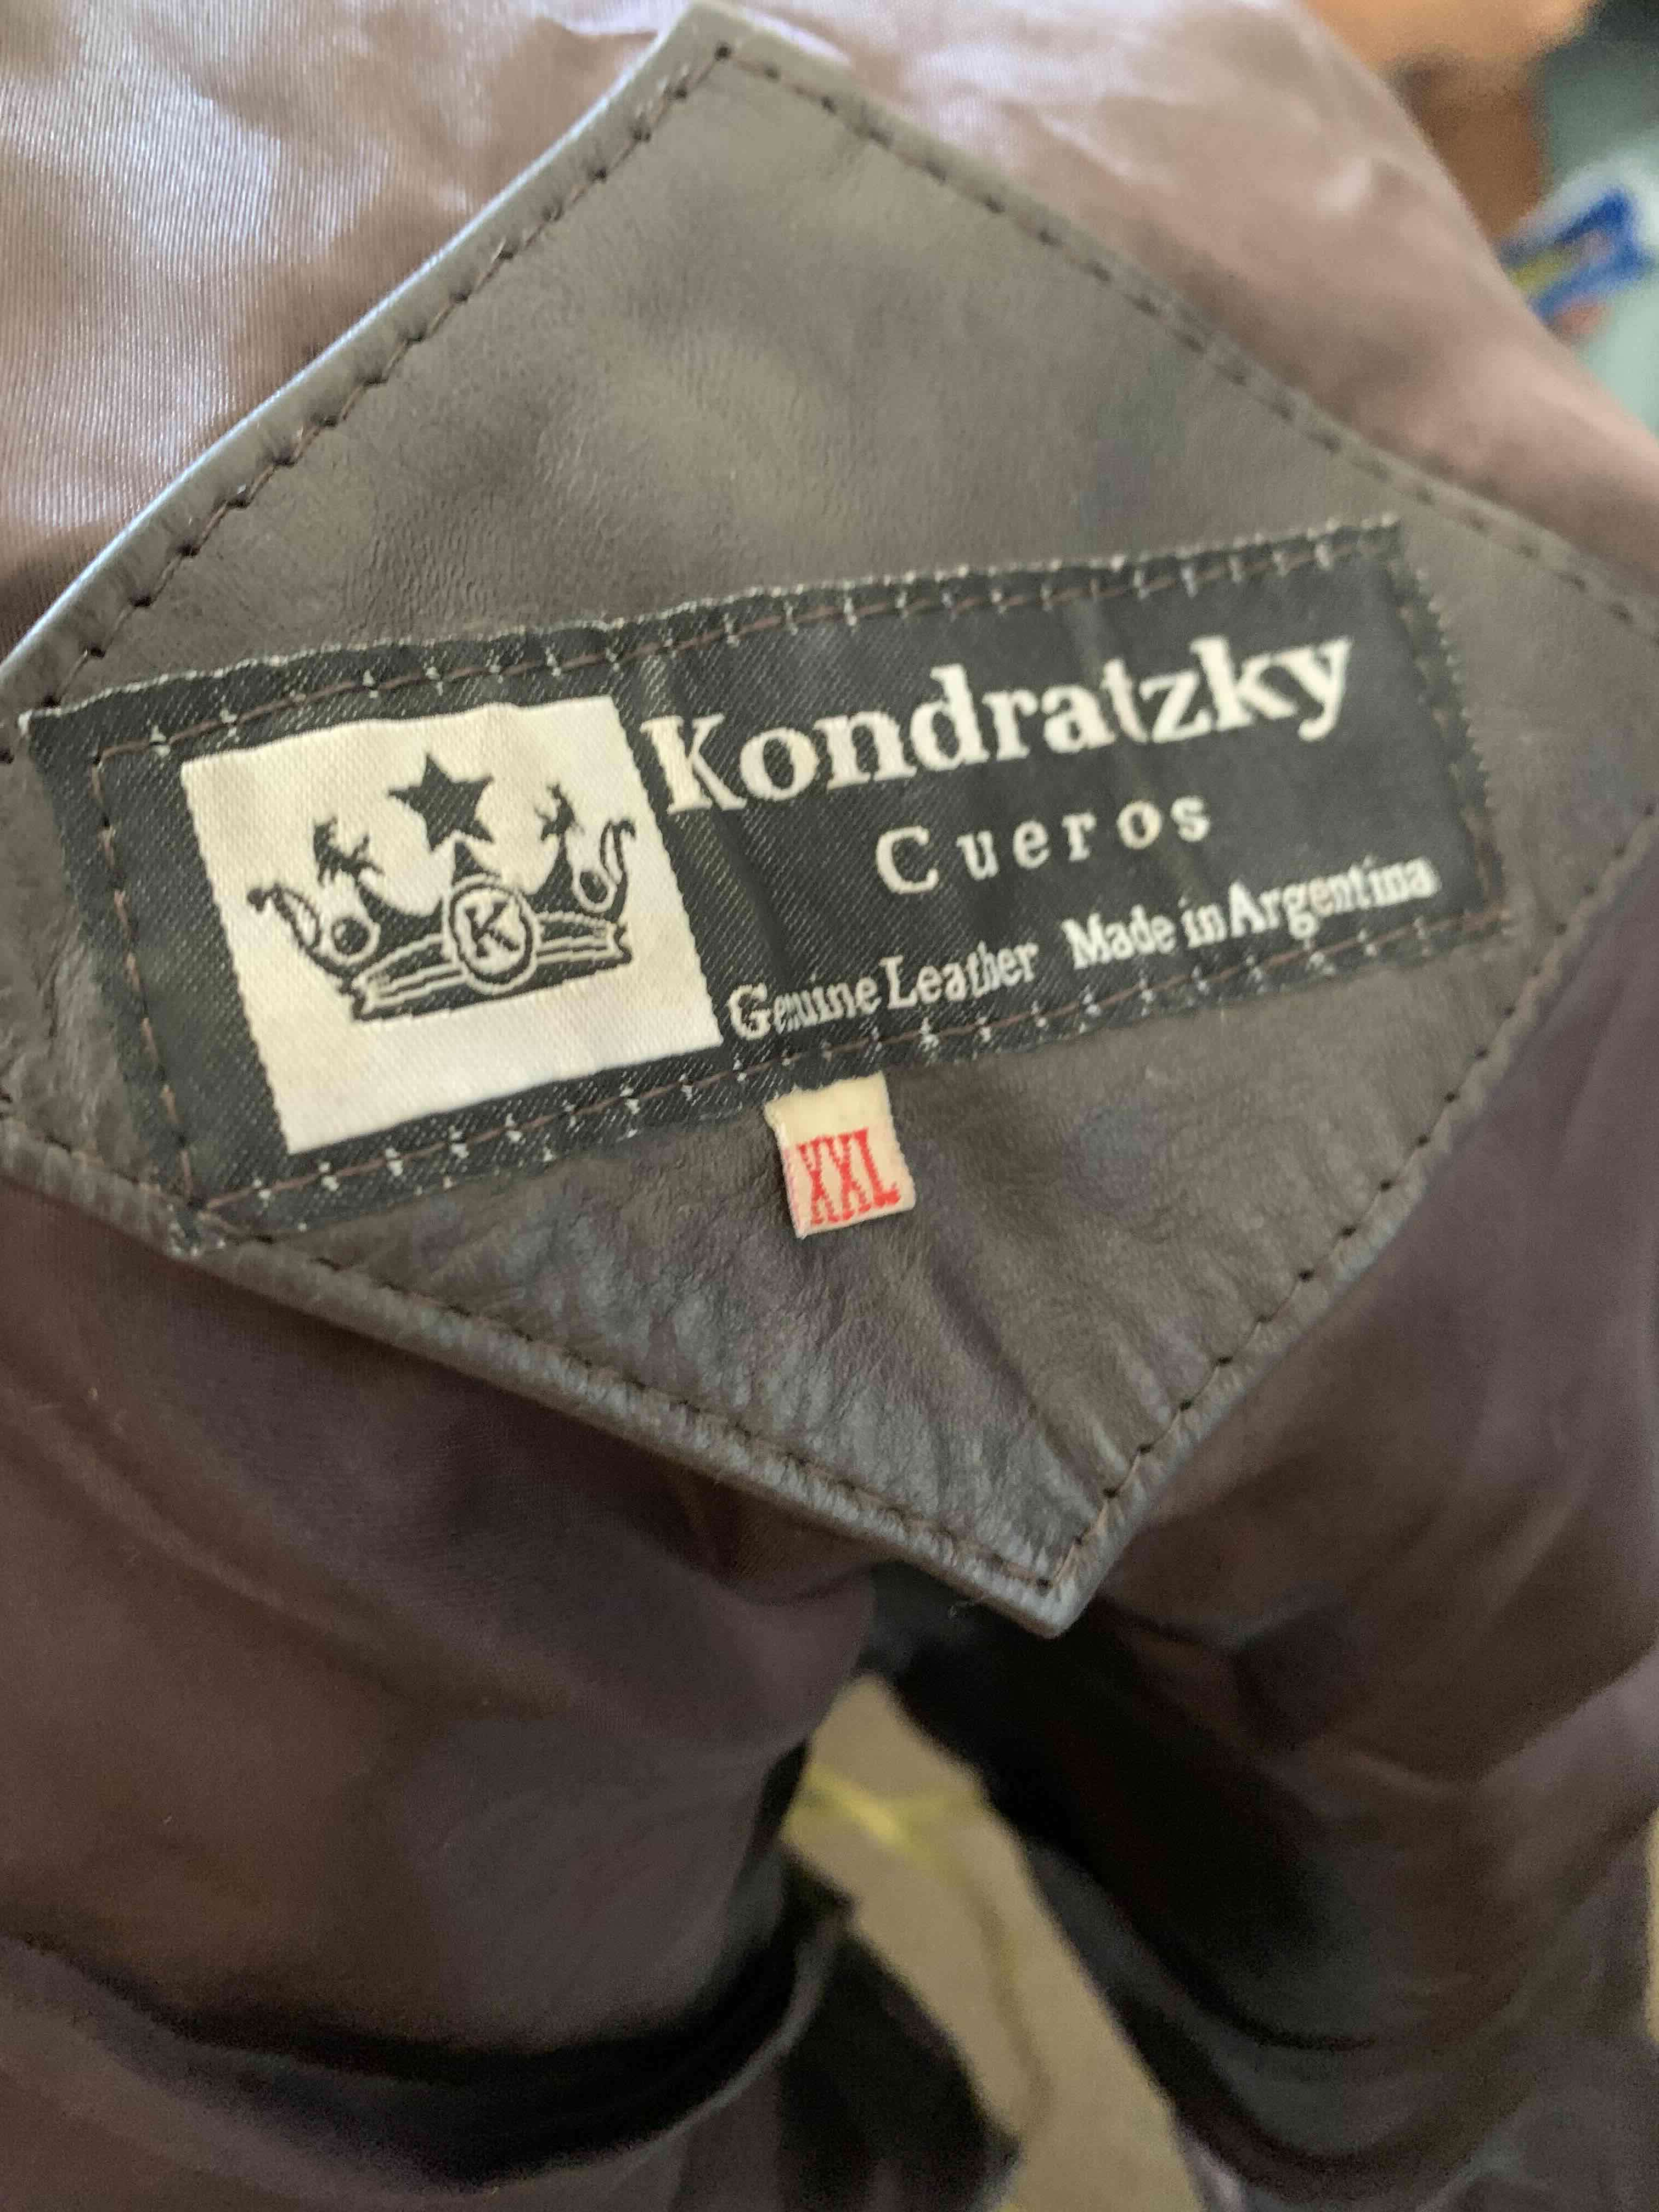 K
Kondratzky
Cueros
Genuine Leather Made in Argentina
XXL